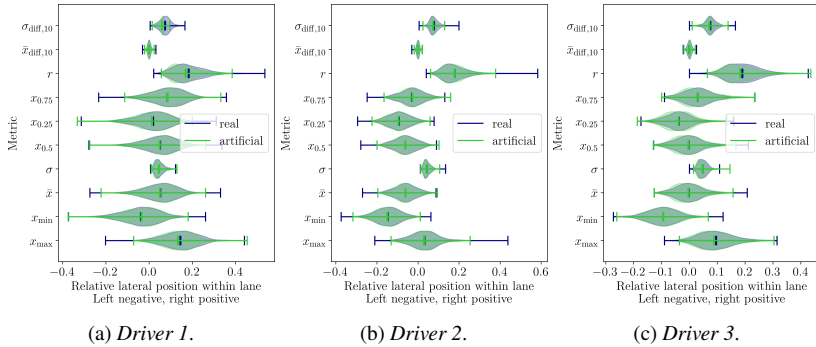 σdiff,10
x̄diff,10
r
x0.75
x0.25
x0.5
σ
x̄
xmin
xmax
Metric
real
artificial
−0.4 −0.2 0.0 0.2 0.4
Relative lateral position within lane
Left negative, right positive
(a) Driver 1.
σdiff,10
x̄diff,10
r
x0.75
x0.25
x0.5
σ
x̄
xmin
xmax
Metric
real
artificial
−0.4 −0.2 0.0 0.2 0.4 0.6
Relative lateral position within lane
Left negative, right positive
(b) Driver 2.
σdiff,10
x̄diff,10
r
x0.75
x0.25
x0.5
σ
x̄
xmin
xmax
Metric
real
artificial
−0.3 −0.2 −0.1 0.0 0.1 0.2 0.3 0.4
Relative lateral position within lane
Left negative, right positive
(c) Driver 3.